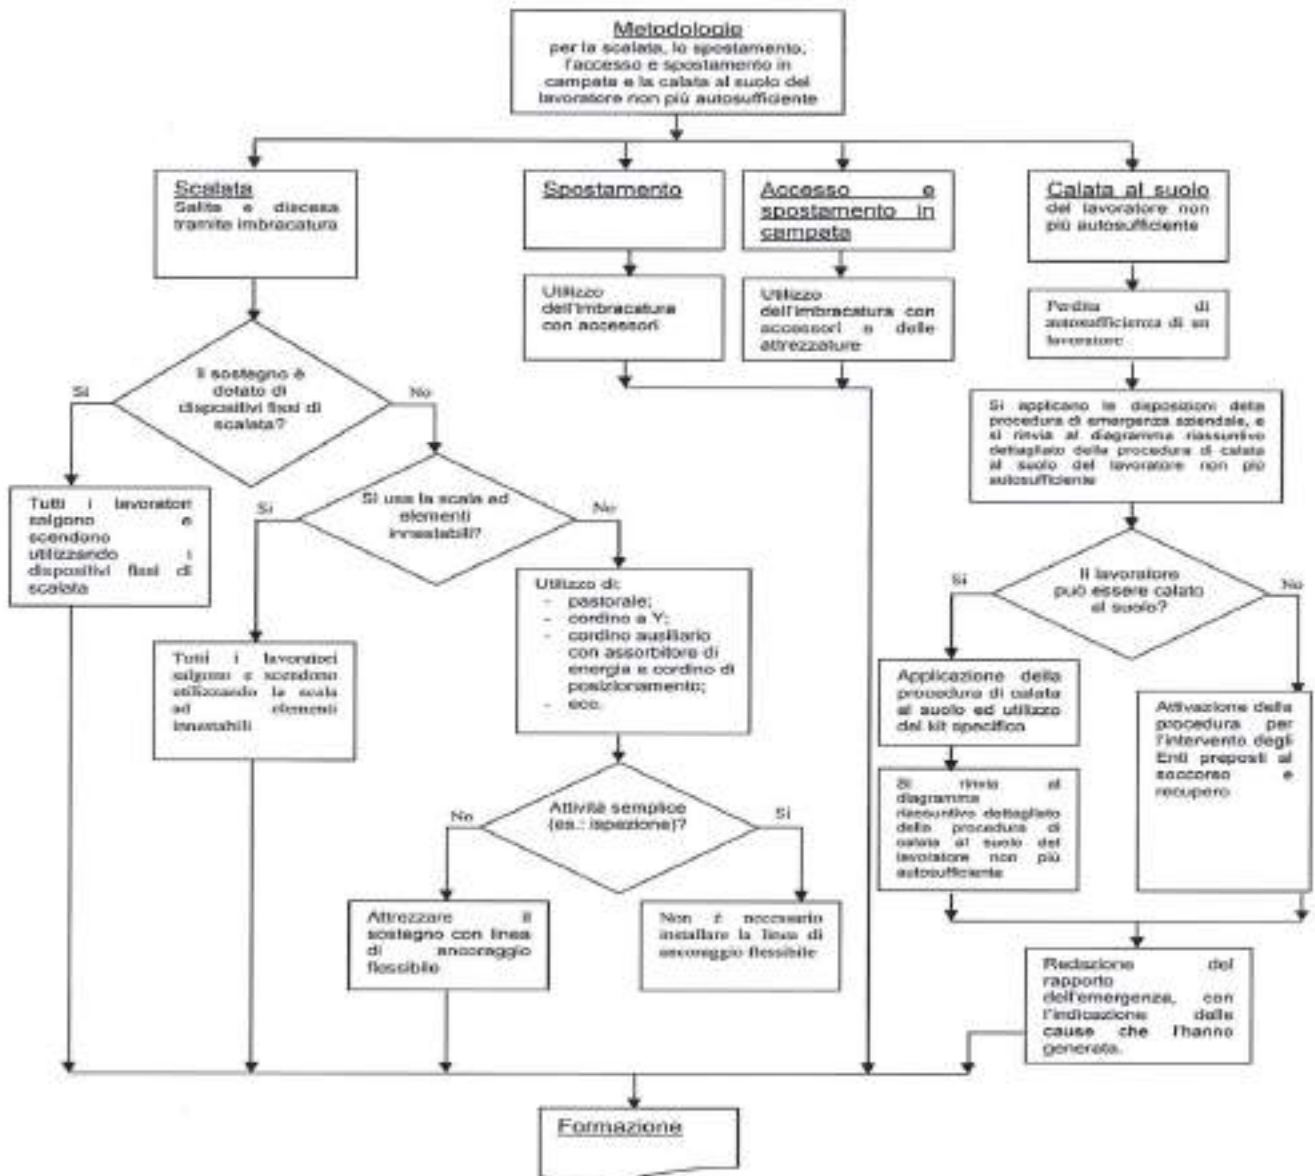 Metodologie
per la scalata, lo spostamento,
l'accesso e spostamento in
campata e la calata al suolo del
lavoratore non più autosufficiente
Scalata
Salita e discesa
tramite imbracatura
Spostamento
Accesso e
spostamento in
campata
Calata al suolo
del lavoratore non
più autosufficiente
Utilizzo
dell'imbracatura
con accessori
Utilizzo
dell'imbracatura con
accessori e delle
attrezzature
Perdita di
autosufficienza di un
lavoratore
Il sostegno è
dotato di
dispositivi fissi di
scalata?
Si
No
Si applicano le disposizioni della
procedura di emergenza aziendale, e
si rinvia al diagramma riassuntivo
dettagliato della procedura di calata
al suolo del lavoratore non più
autosufficiente
Tutti i lavoratori
salgono e
scendono
utilizzando i
dispositivi fissi di
scalata
Si usa la scala ad
elementi
innestabili?
Si
No
Utilizzo di:
- pastorale;
- cordino a Y;
- cordino ausiliario
con assorbitore di
energia e cordino di
posizionamento;
- ecc.
Il lavoratore
può essere calato
al suolo?
Si
No
Tutti i lavoratori
salgono e scendono
utilizzando la scala
ad elementi
innestabili
Applicazione della
procedura di calata
al suolo ed utilizzo
del kit specifico
Attivazione della
procedura per
l'intervento degli
Enti preposti al
soccorso e
recupero
Attività semplice
(es.: ispezione)?
No
Si
Si rinvia al
diagramma
riassuntivo dettagliato
della procedura di
calata al suolo del
lavoratore non più
autosufficiente
Attrezzare il
sostegno con linea
di ancoraggio
flessibile
Non è necessario
installare la linea di
ancoraggio flessibile
Redazione del
rapporto
dell'emergenza, con
l'indicazione delle
cause che l'hanno
generata.
Formazione